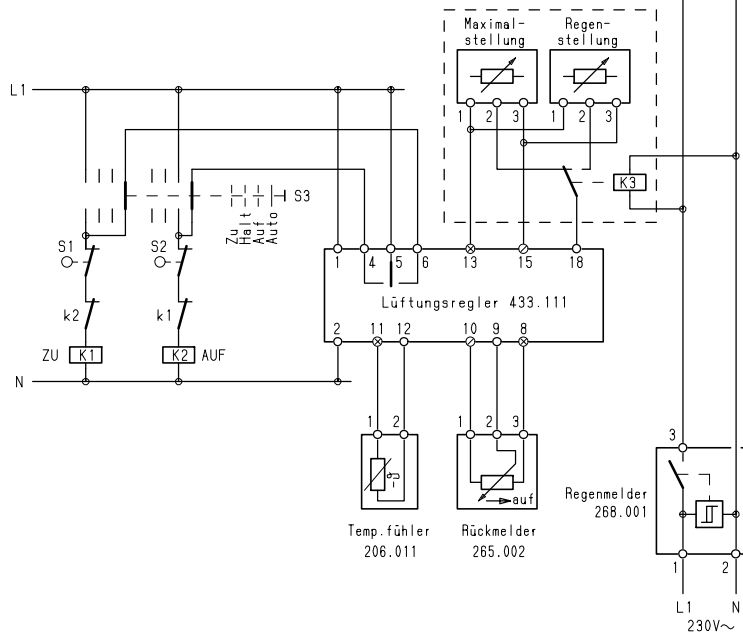 Maximal-
stellung
Regen-
stellung
L1
1 2 3
1 2 3
K3
S3
Zu
Halt
Auf
Auto
S1
S2
1 4 5 6 13 15 18
Lüftungsregler 433.111
k2
k1
2 11 12 10 9 8
ZU K1
K2 AUF
N
1 2
1 2 3
3
-ϑ
auf
Regenmelder
268.001
Temp.fühler
206.011
Rückmelder
265.002
1 2
L1 N
230V~